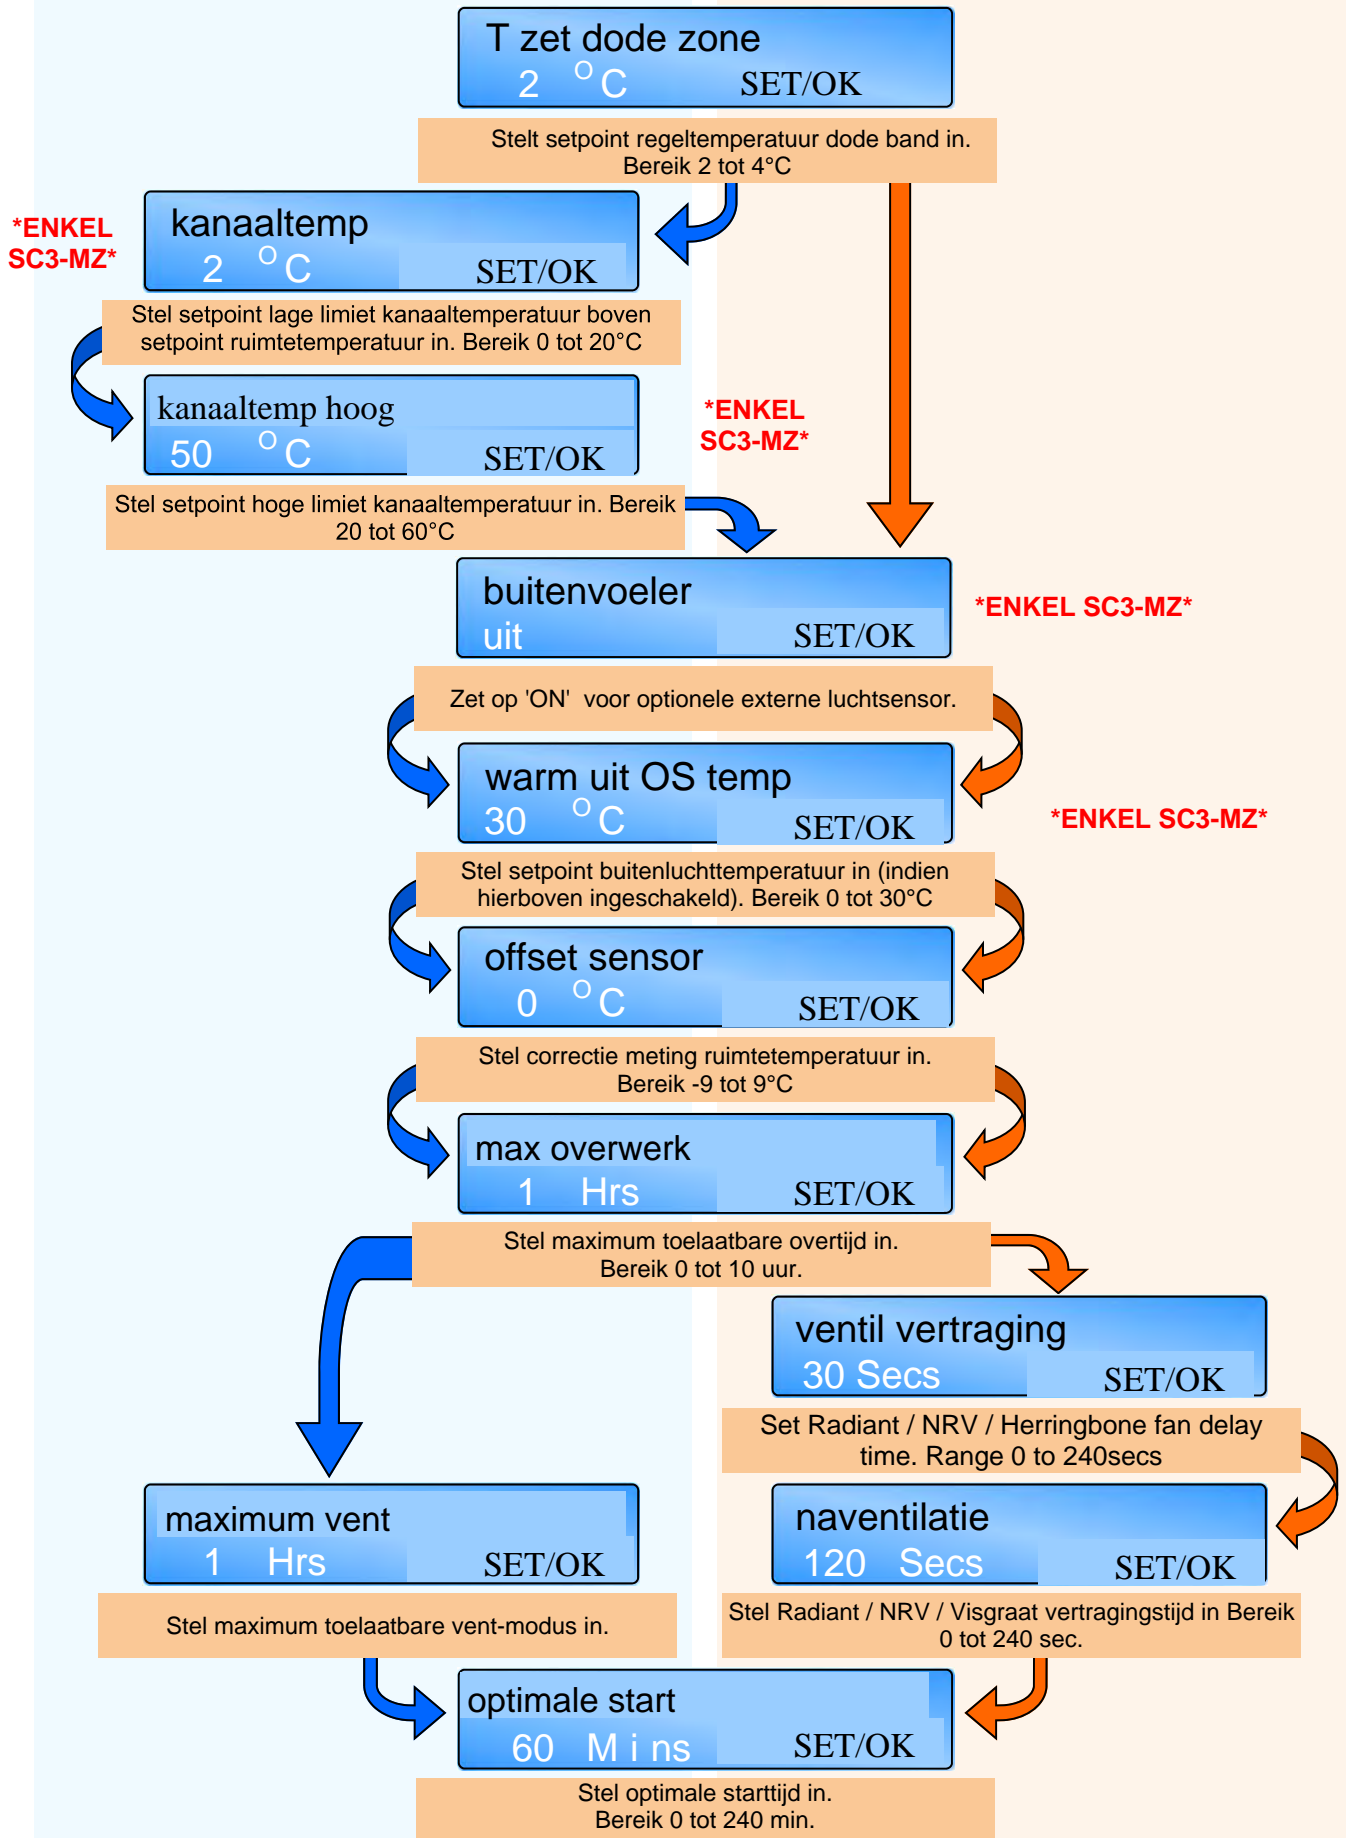 T zet dode zone
2 °C SET/OK
Stelt setpoint regeltemperatuur dode band in.
Bereik 2 tot 4°C
*ENKEL
SC3-MZ*
kanaaltemp
2 °C SET/OK
Stel setpoint lage limiet kanaaltemperatuur boven
setpoint ruimtetemperatuur in. Bereik 0 tot 20°C
kanaaltemp hoog
50 °C SET/OK
*ENKEL
SC3-MZ*
Stel setpoint hoge limiet kanaaltemperatuur in. Bereik
20 tot 60°C
buitenvoeler
uit SET/OK
*ENKEL SC3-MZ*
Zet op 'ON' voor optionele externe luchtsensor.
warm uit OS temp
30 °C SET/OK
*ENKEL SC3-MZ*
Stel setpoint buitenluchttemperatuur in (indien
hierboven ingeschakeld). Bereik 0 tot 30°C
offset sensor
0 °C SET/OK
Stel correctie meting ruimtetemperatuur in.
Bereik -9 tot 9°C
max overwerk
1 Hrs SET/OK
Stel maximum toelaatbare overtijd in.
Bereik 0 tot 10 uur.
ventil vertraging
30 Secs SET/OK
Set Radiant / NRV / Herringbone fan delay
time. Range 0 to 240secs
maximum vent
1 Hrs SET/OK
Stel maximum toelaatbare vent-modus in.
naventilatie
120 Secs SET/OK
Stel Radiant / NRV / Visgraat vertragingstijd in Bereik
0 tot 240 sec.
optimale start
60 M i ns SET/OK
Stel optimale starttijd in.
Bereik 0 tot 240 min.